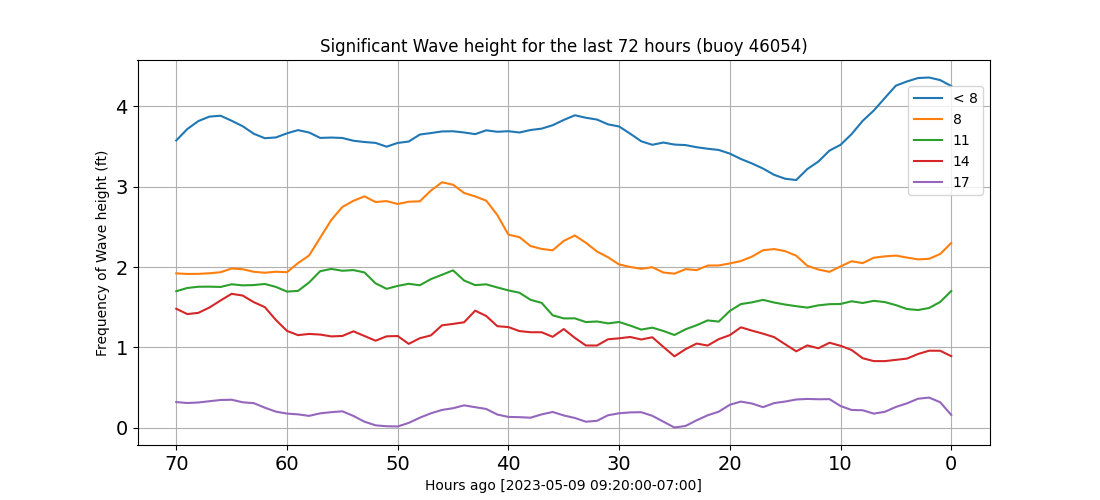 Significant Wave height for the last 72 hours (buoy 46054)
Frequency of Wave height (ft)
4
3
2
1
0
< 8
8
11
14
17
70 60 50 40 30 20 10 0
Hours ago [2023-05-09 09:20:00-07:00]